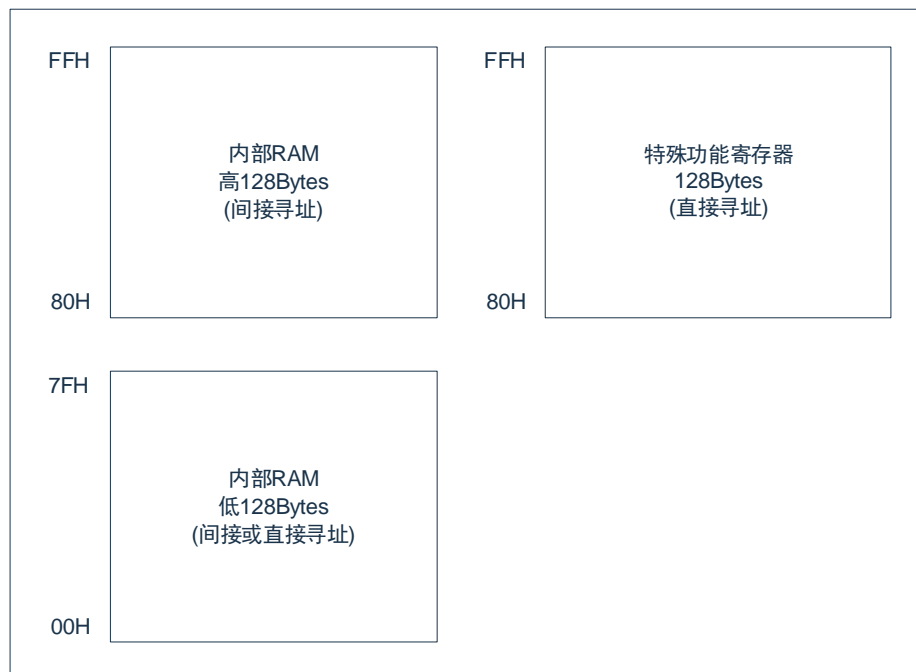 FFH
内部RAM
高128Bytes
(间接寻址)
80H
FFH
特殊功能寄存器
128Bytes
(直接寻址)
80H
7FH
内部RAM
低128Bytes
(间接或直接寻址)
00H